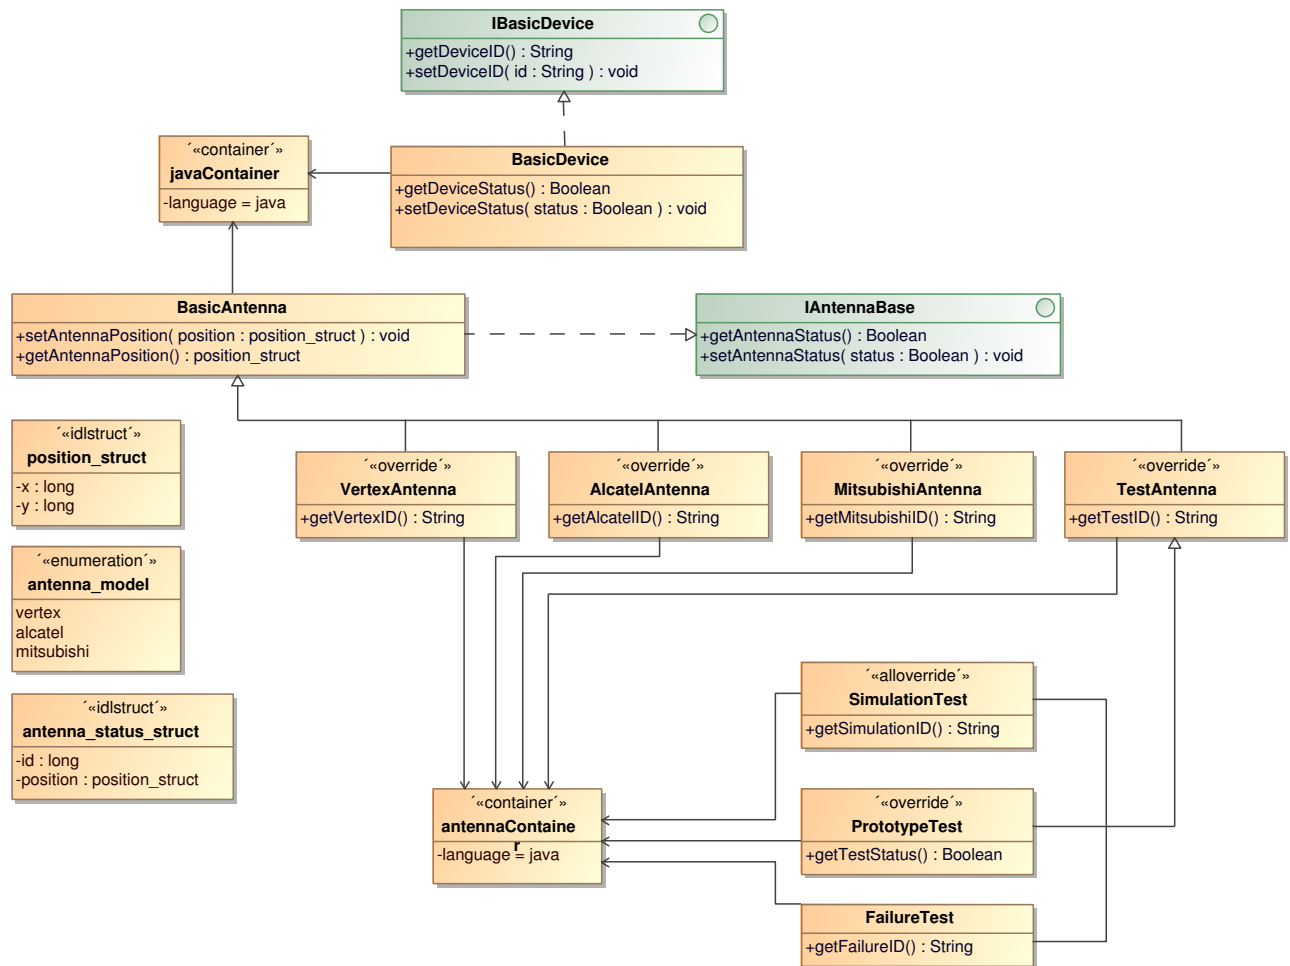 IBasicDevice
+getDeviceID() : String
+setDeviceID( id : String ) : void
´«container´»
javaContainer
-language = java
BasicDevice
+getDeviceStatus() : Boolean
+setDeviceStatus( status : Boolean ) : void
BasicAntenna
+setAntennaPosition( position : position_struct ) : void
+getAntennaPosition() : position_struct
IAntennaBase
+getAntennaStatus() : Boolean
+setAntennaStatus( status : Boolean ) : void
´«idlstruct´»
position_struct
-x : long
-y : long
´«override´»
VertexAntenna
+getVertexID() : String
´«override´»
AlcatelAntenna
+getAlcatelID() : String
´«override´»
MitsubishiAntenna
+getMitsubishiID() : String
´«override´»
TestAntenna
+getTestID() : String
´«enumeration´»
antenna_model
vertex
alcatel
mitsubishi
´«idlstruct´»
antenna_status_struct
-id : long
-position : position_struct
´«alloverride´»
SimulationTest
+getSimulationID() : String
´«container´»
antennaContaine
r
-language = java
´«override´»
PrototypeTest
+getTestStatus() : Boolean
FailureTest
+getFailureID() : String